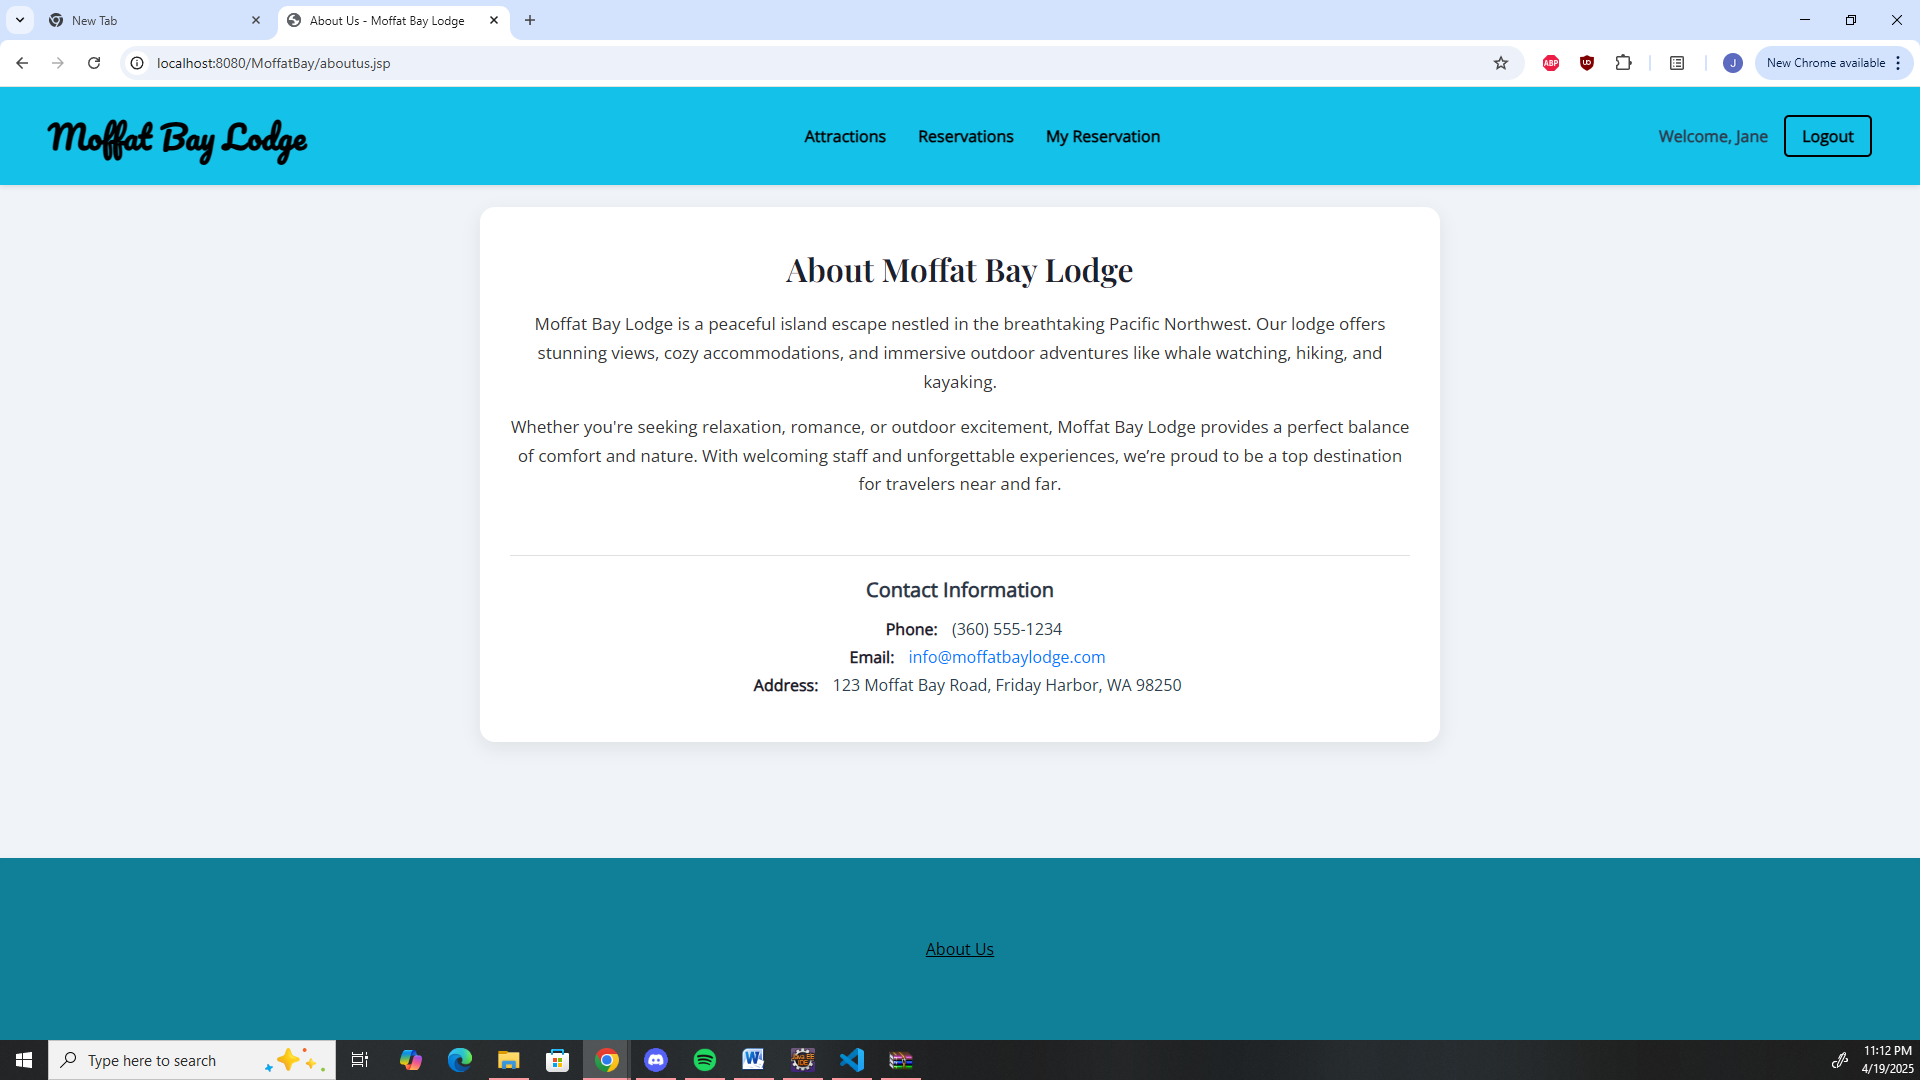 New Tab
About Us - Moffat Bay Lodge
localhost:8080/MoffatBay/aboutus.jsp
ABP
UO
J
New Chrome available
Moffat Bay Lodge
Attractions
Reservations
My Reservation
Welcome, Jane
Logout
About Moffat Bay Lodge
Moffat Bay Lodge is a peaceful island escape nestled in the breathtaking Pacific Northwest. Our lodge offers
stunning views, cozy accommodations, and immersive outdoor adventures like whale watching, hiking, and
kayaking.
Whether you're seeking relaxation, romance, or outdoor excitement, Moffat Bay Lodge provides a perfect balance
of comfort and nature. With welcoming staff and unforgettable experiences, we’re proud to be a top destination
for travelers near and far.
Contact Information
Phone: (360) 555-1234
Email: info@moffatbaylodge.com
Address: 123 Moffat Bay Road, Friday Harbor, WA 98250
About Us
Type here to search
11:12 PM
4/19/2025